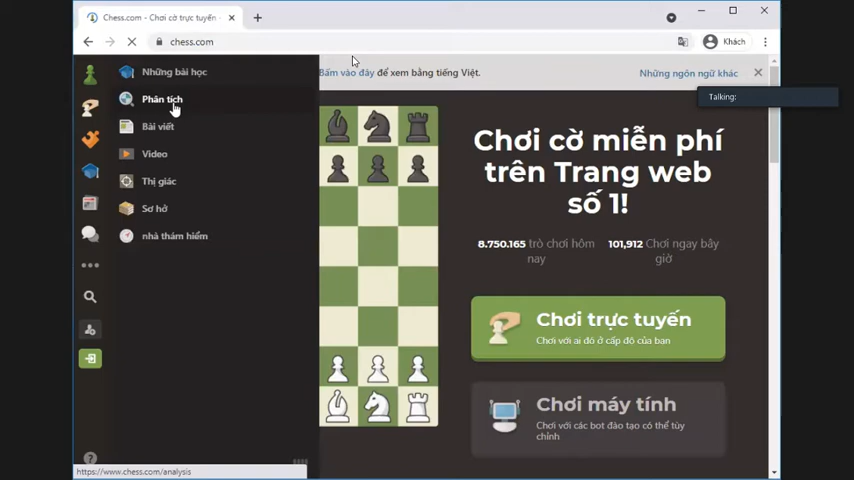 Chess.com - Chơi cờ trực tuyến
chess.com
Khách
Bấm vào đây để xem bằng tiếng Việt.
Những ngôn ngữ khác
Talking:
Những bài học
Phân tích
Bài viết
Video
Thị giác
Sơ hở
nhà thám hiểm
Chơi cờ miễn phí
trên Trang web
số 1!
8.750.165 trò chơi hôm
nay
101,912 Chơi ngay bây
giờ
Chơi trực tuyến
Chơi với ai đó ở cấp độ của bạn
Chơi máy tính
Chơi với các bot đào tạo có thể tùy
chỉnh
https://www.chess.com/analysis